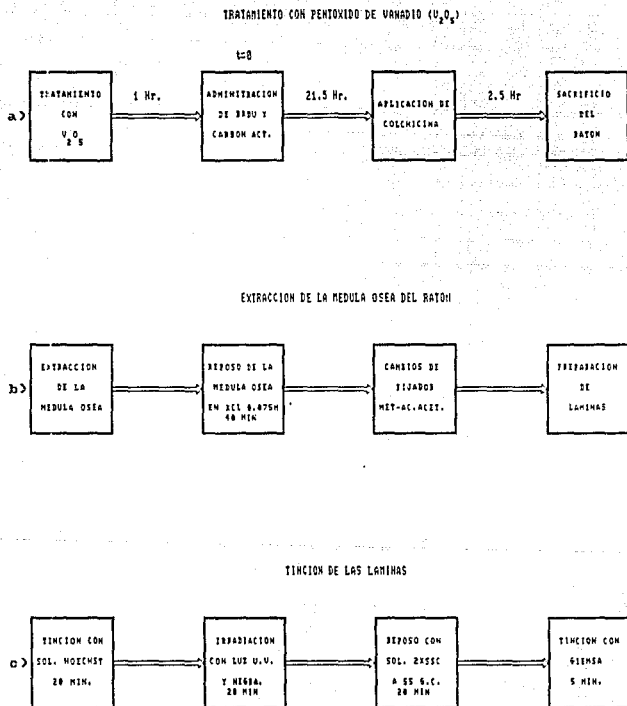 TRATAMIENTO CON PENTOXIDO DE VANADIO (V2O5)
t=0
a)
TRATAMIENTO
CON
V2O5
1 Hr.
ADMINITRACION
DE BRDU Y
CARBON ACT.
21.5 Hr.
APLICACION DE
COLCHICINA
2.5 Hr
SACRIFICIO
DEL
RATON
EXTRACCION DE LA MEDULA OSEA DEL RATON
b)
EXTRACCION
DE LA
MEDULA OSEA
REPOSO DE LA
MEDULA OSEA
EN KCl 0.075M
40 MIN
CAMBIOS DE
FIJADOR
MET-AC.ACET.
PREPARACION
DE
LAMINAS
TINCION DE LAS LAMINAS
c)
TINCION CON
SOL. HOECHST
20 MIN.
IRRADIACION
CON LUZ U.V.
Y NEGRA.
20 MIN
REPOSO CON
SOL. 2XSSC
A 55 G.C.
20 MIN
TINCION CON
GIEMSA
5 MIN.